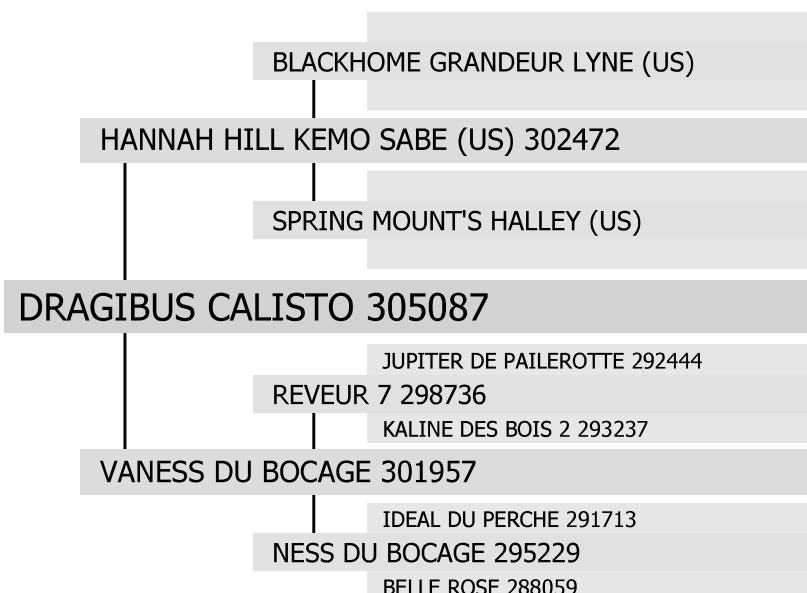 BLACKHOME GRANDEUR LYNE (US)
HANNAH HILL KEMO SABE (US) 302472
SPRING MOUNT'S HALLEY (US)
DRAGIBUS CALISTO 305087
JUPITER DE PAILEROTTE 292444
REVEUR 7 298736
KALINE DES BOIS 2 293237
VANESS DU BOCAGE 301957
IDEAL DU PERCHE 291713
NESS DU BOCAGE 295229
BELLE ROSE 288059